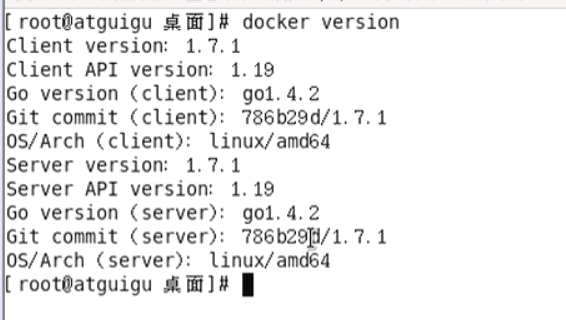 [root@atguigu 桌面]# docker version
Client version: 1.7.1
Client API version: 1.19
Go version (client): go1.4.2
Git commit (client): 786b29d/1.7.1
OS/Arch (client): linux/amd64
Server version: 1.7.1
Server API version: 1.19
Go version (server): go1.4.2
Git commit (server): 786b29d/1.7.1
OS/Arch (server): linux/amd64
[root@atguigu 桌面]#